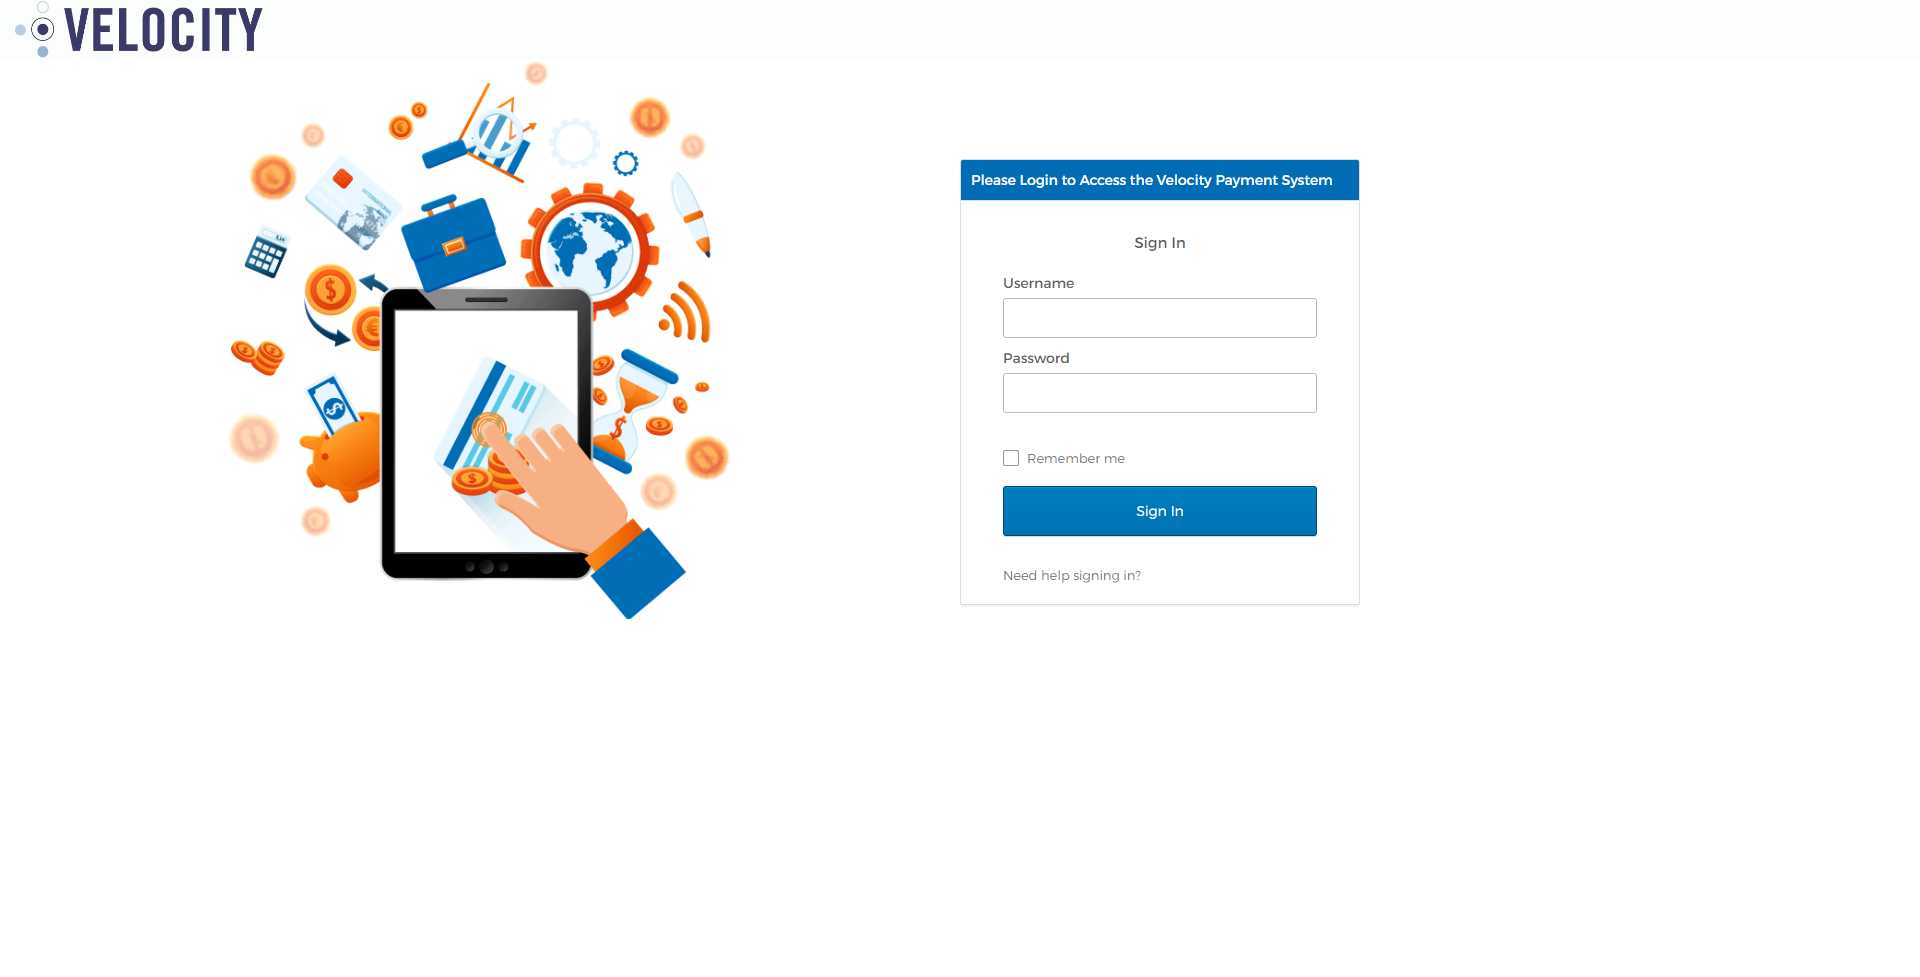 VELOCITY
Please Login to Access the Velocity Payment System
Sign In
Username
Password
Remember me
Sign In
Need help signing in?